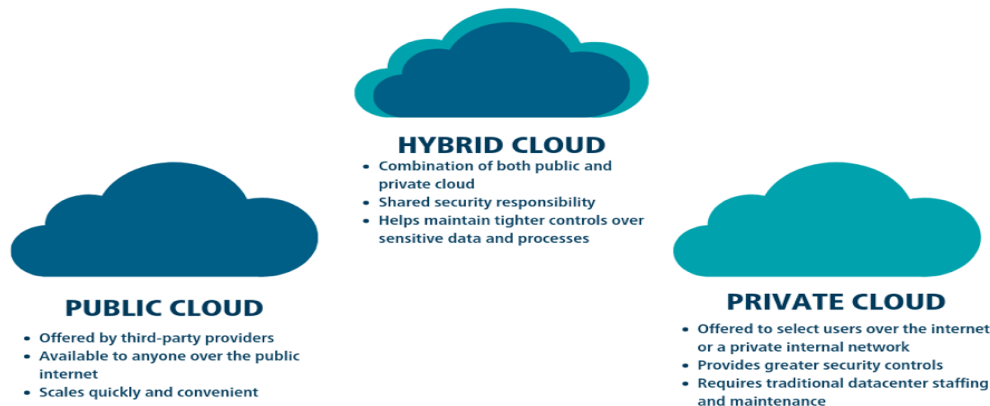 HYBRID CLOUD
• Combination of both public and
private cloud
• Shared security responsibility
• Helps maintain tighter controls over
sensitive data and processes
PUBLIC CLOUD
• Offered by third-party providers
• Available to anyone over the public
internet
• Scales quickly and convenient
PRIVATE CLOUD
• Offered to select users over the internet
or a private internal network
• Provides greater security controls
• Requires traditional datacenter staffing
and maintenance